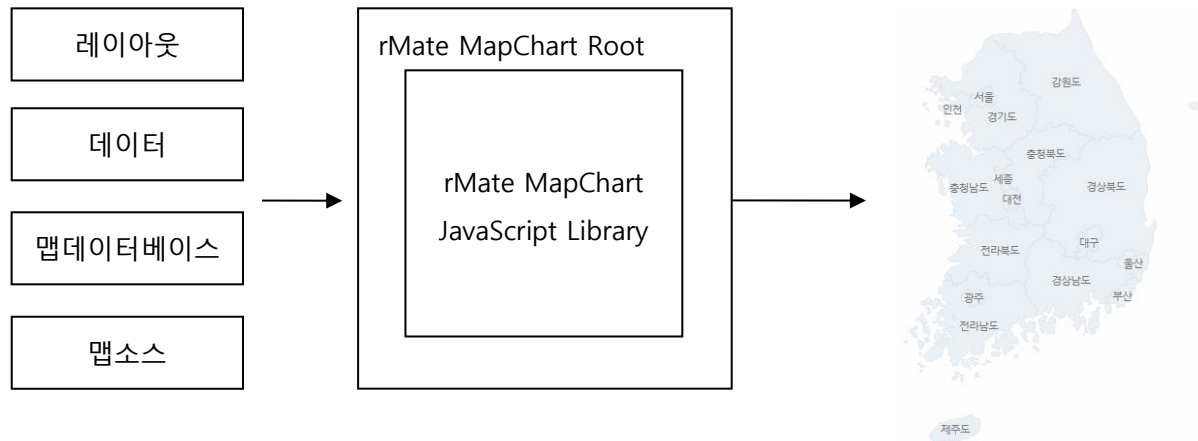 레이아웃
데이터
맵데이터베이스
맵소스
rMate MapChart Root
rMate MapChart
JavaScript Library
강원도
서울
인천
경기도
충청북도
세종
충청남도
경상북도
대전
대구
전라북도
울산
경상남도
광주
부산
전라남도
제주도